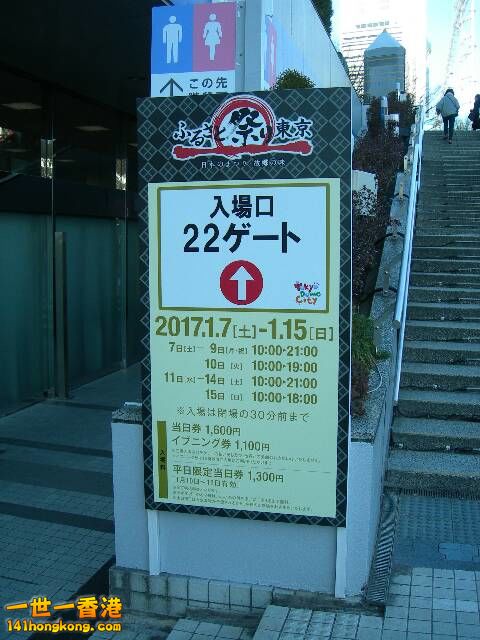 この先
ふるさと祭り東京
日本のまつり 故郷の味
入場口
22ゲート
Tokyo Dome City
2017.1.7[土]-1.15[日]
7日[土]― 9日[月・祝] 10:00-21:00
10日[火] 10:00-19:00
11日[水]―14日[土] 10:00-21:00
15日[日] 10:00-18:00
※入場は閉場の30分前まで
入場料
当日券 1,600円
イブニング券 1,100円
平日限定当日券 1,300円
一世一香港
141hongkong.com